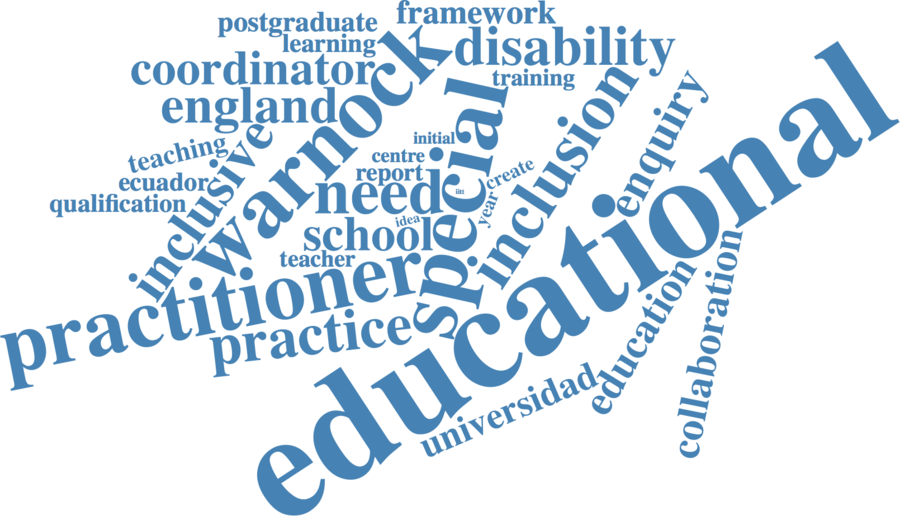 postgraduate
framework
learning
disability
coordinator
training
warnock
england
special
inclusion
enquiry
educational
initial
teaching
inclusive
centre
create
report
ecuador
need
year
qualification
idea
school
teacher
practitioner
practice
education
collaboration
universidad